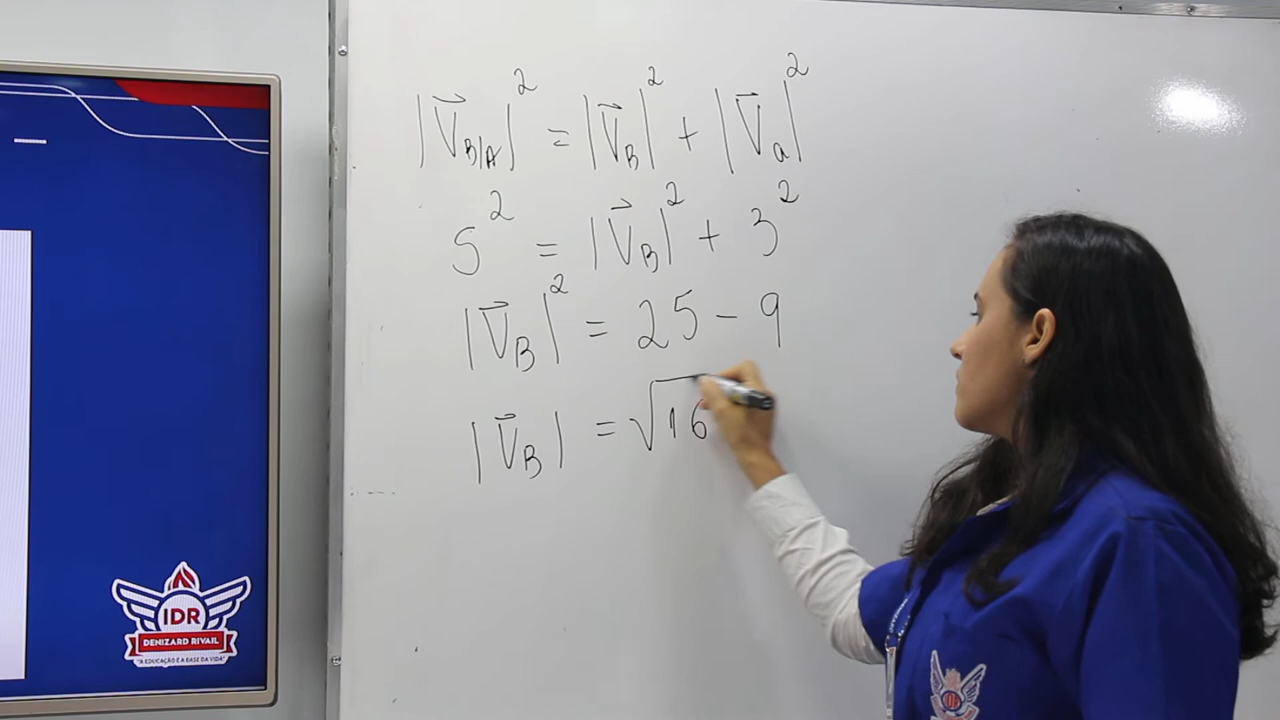 |V⃗B/A|² = |V⃗B|² + |V⃗a|²
5² = |V⃗B|² + 3²
|V⃗B|² = 25 - 9
|V⃗B| = √16
IDR
DENIZARD RIVAIL
"A EDUCAÇÃO É A BASE DA VIDA"